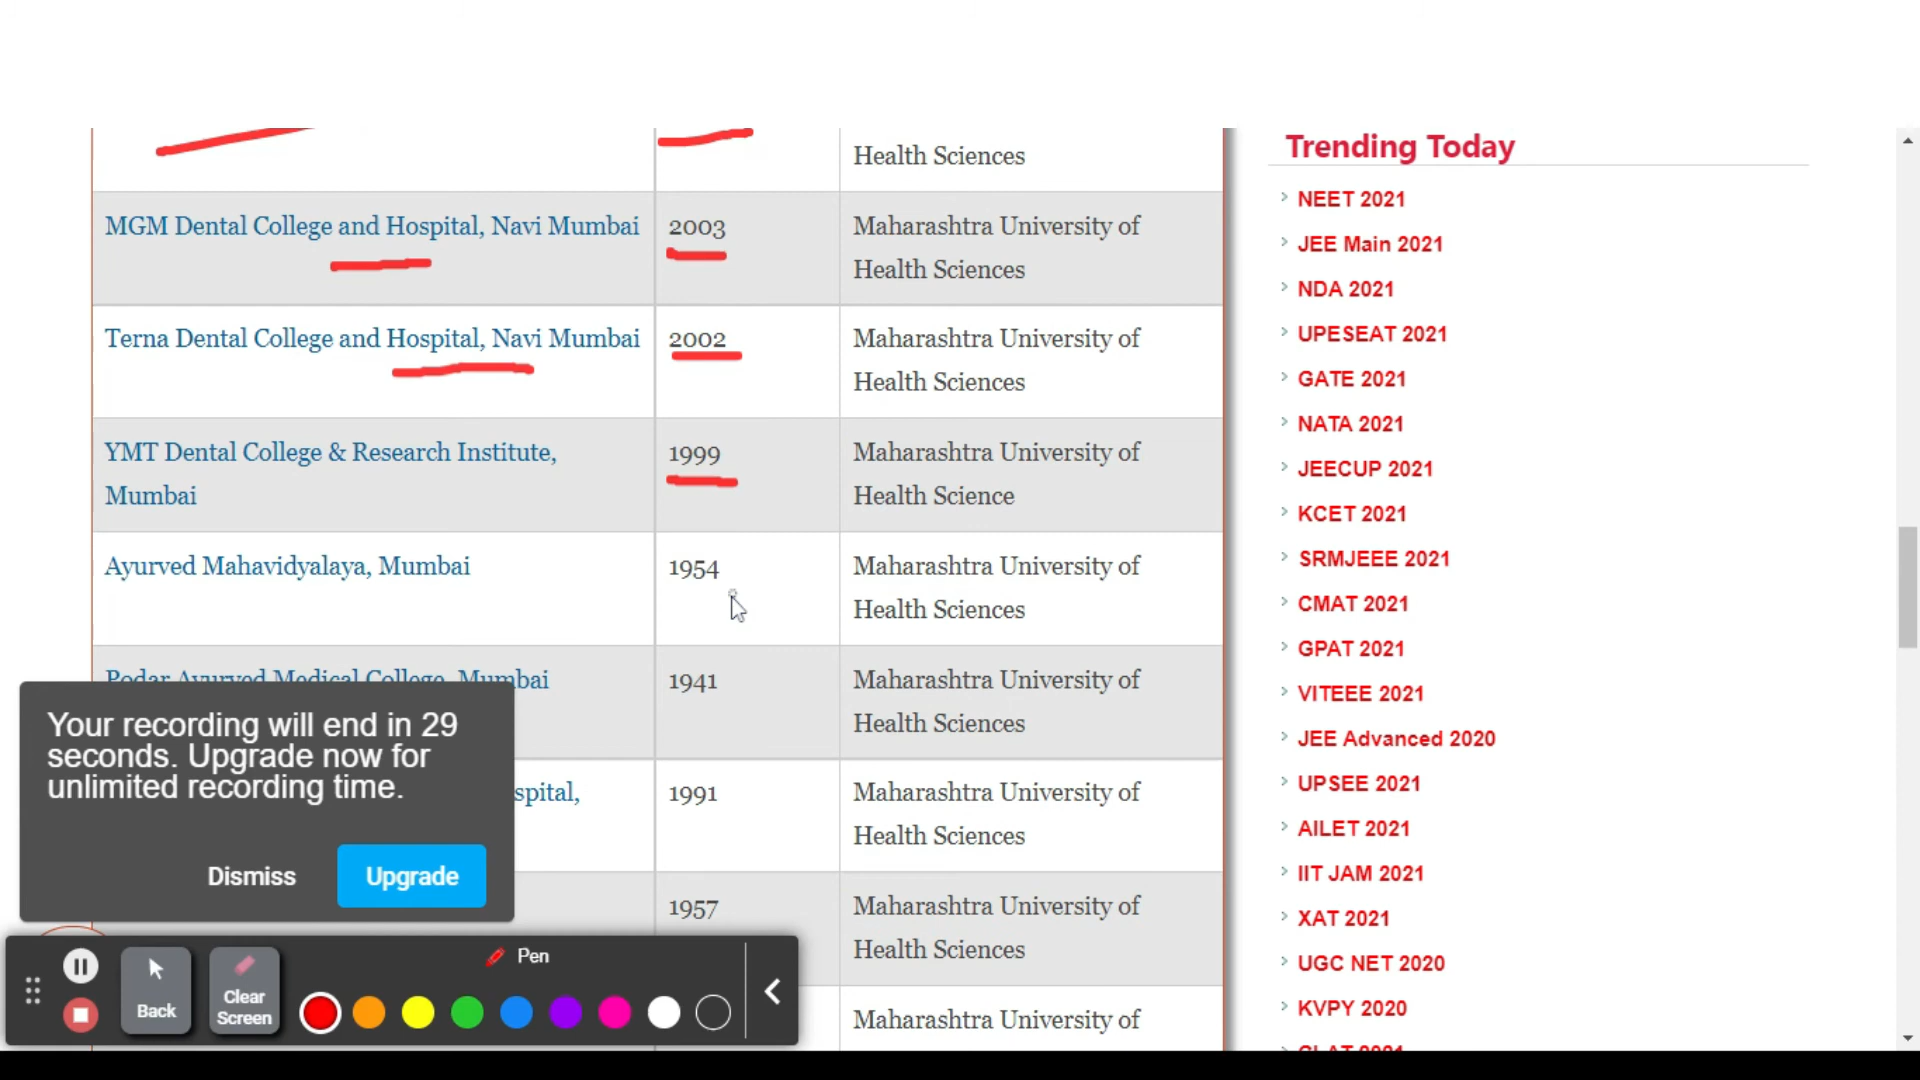 Health Sciences
MGM Dental College and Hospital, Navi Mumbai 2003 Maharashtra University of
Health Sciences
Terna Dental College and Hospital, Navi Mumbai 2002 Maharashtra University of
Health Sciences
YMT Dental College & Research Institute, 1999 Maharashtra University of
Mumbai Health Science
Ayurved Mahavidyalaya, Mumbai 1954 Maharashtra University of
Health Sciences
Podar Ayurved Medical College, Mumbai 1941 Maharashtra University of
Health Sciences
spital, 1991 Maharashtra University of
Health Sciences
1957 Maharashtra University of
Health Sciences
Maharashtra University of
Trending Today
NEET 2021
JEE Main 2021
NDA 2021
UPESEAT 2021
GATE 2021
NATA 2021
JEECUP 2021
KCET 2021
SRMJEEE 2021
CMAT 2021
GPAT 2021
VITEEE 2021
JEE Advanced 2020
UPSEE 2021
AILET 2021
IIT JAM 2021
XAT 2021
UGC NET 2020
KVPY 2020
Your recording will end in 29
seconds. Upgrade now for
unlimited recording time.
Dismiss Upgrade
Pen
Back
Clear
Screen